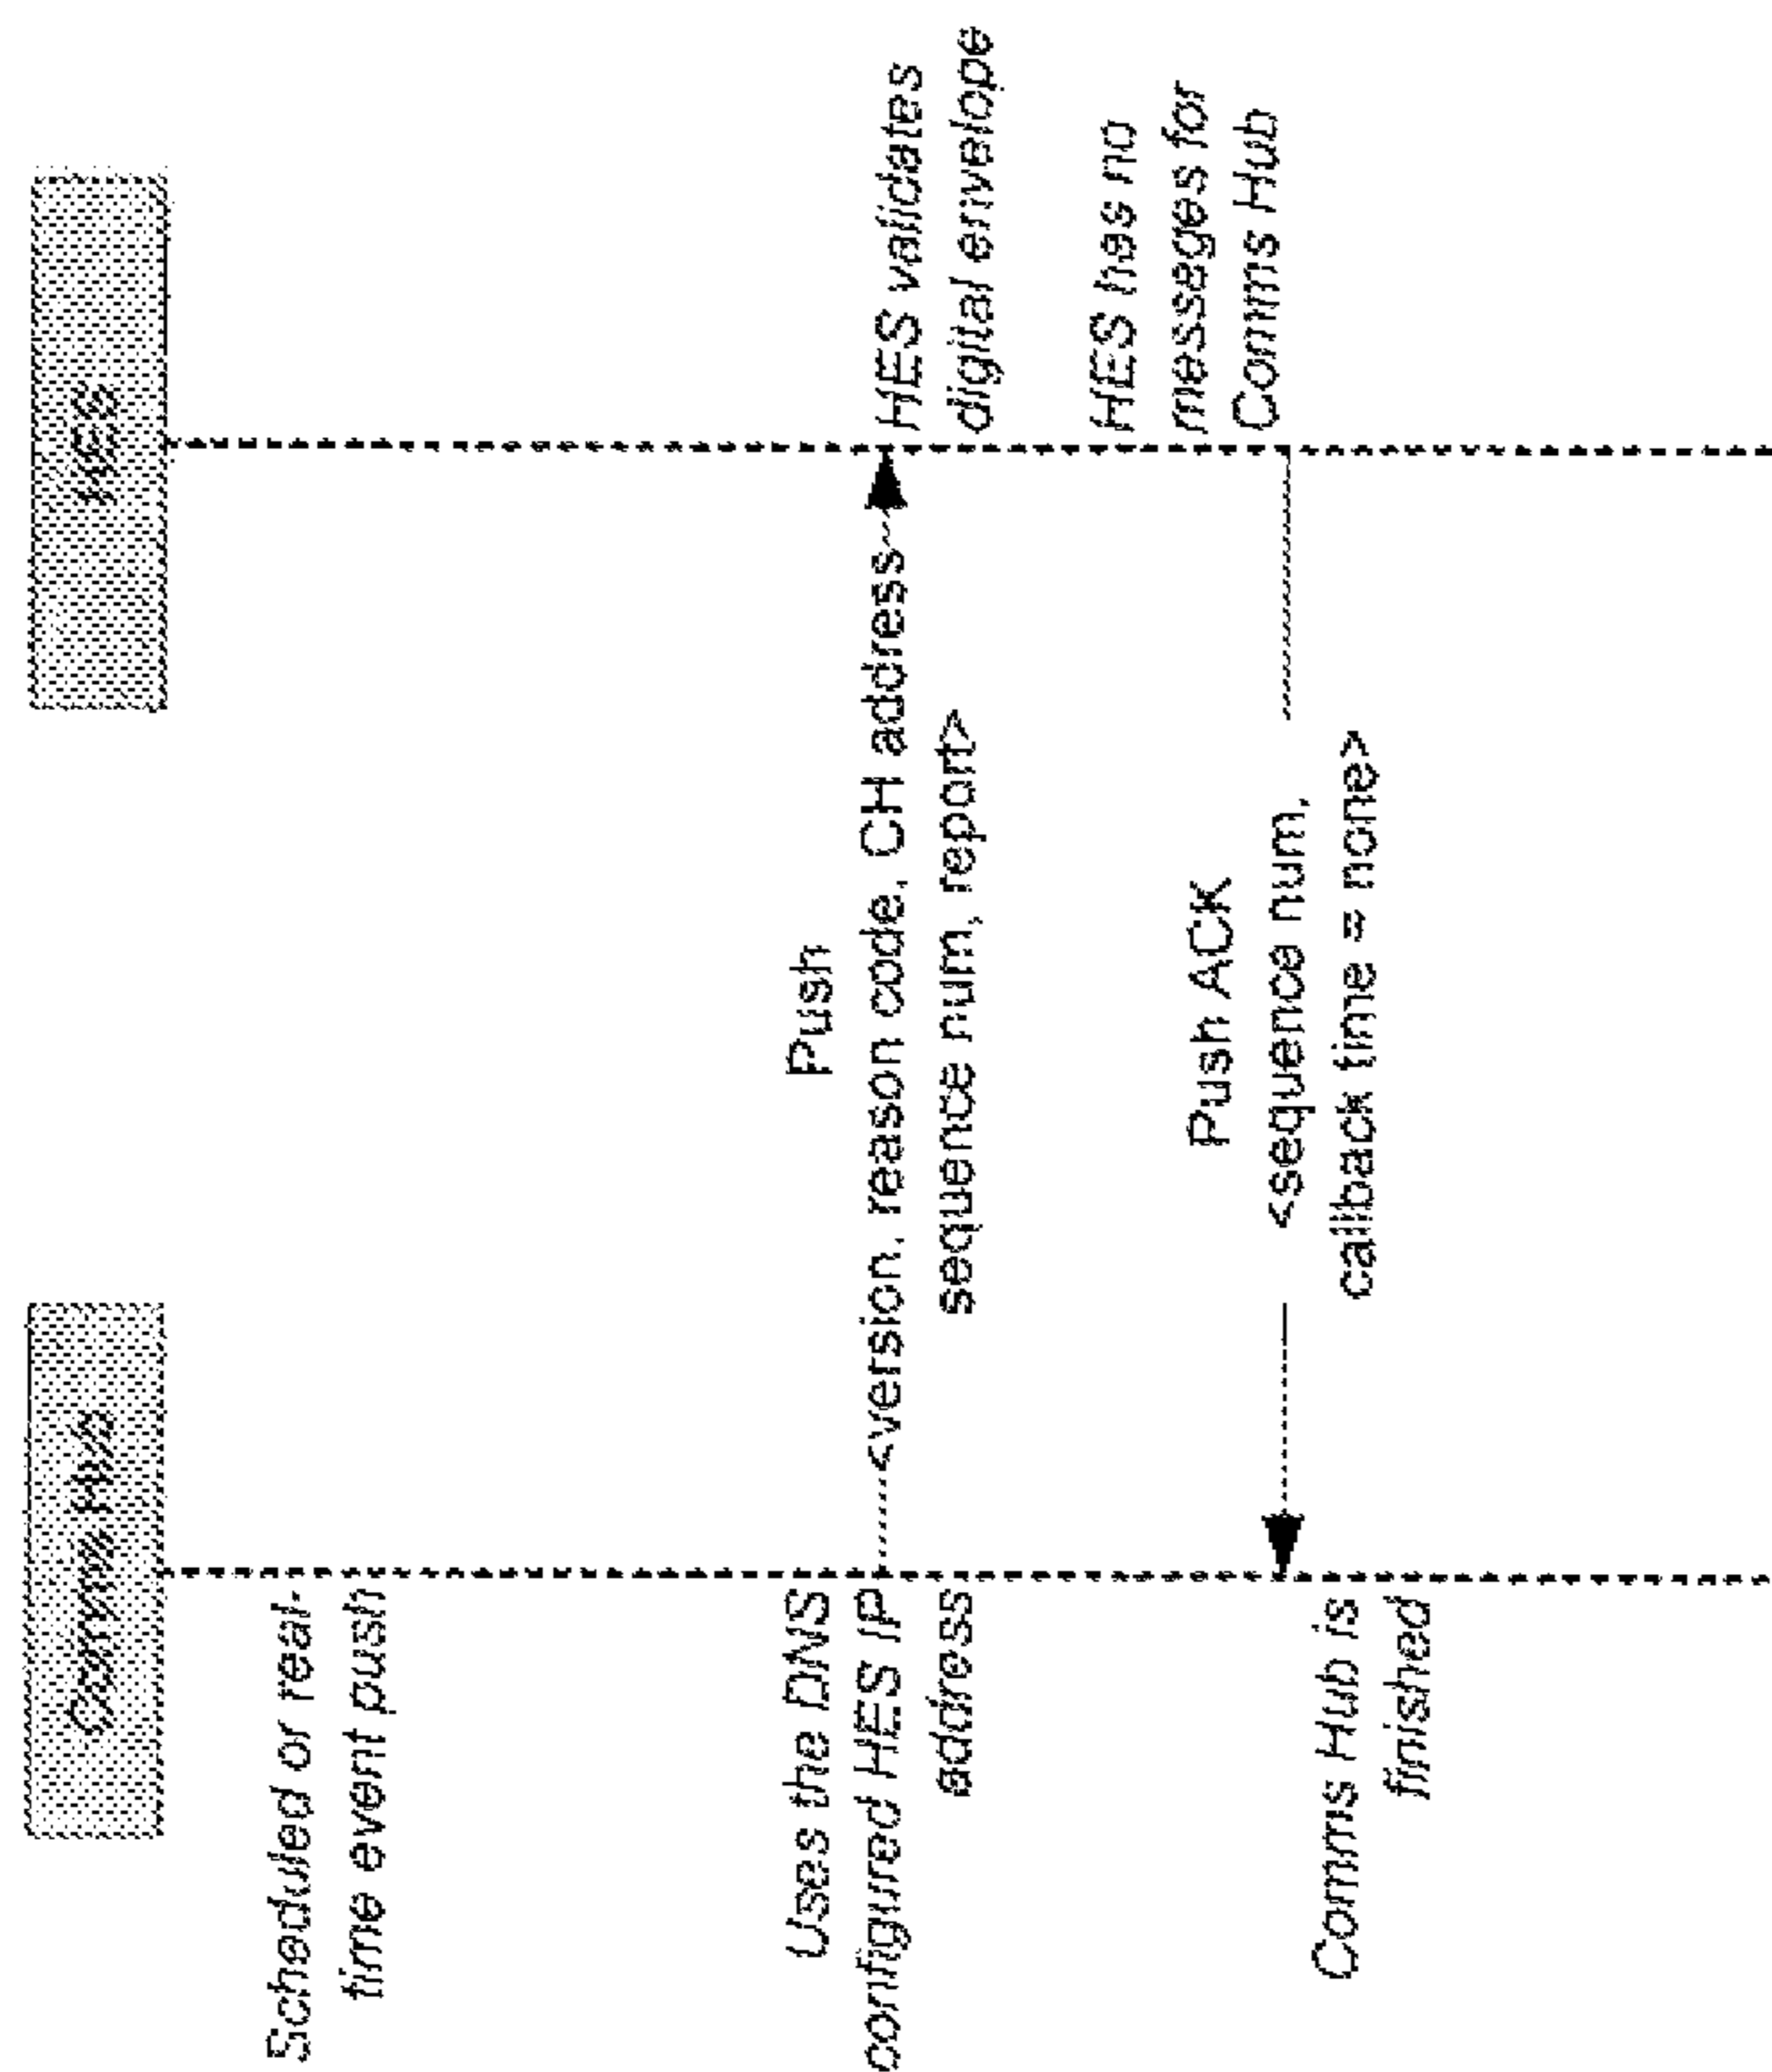 Comms Hub
HES
Scheduled or real-
time event push
Uses the DNS
configured HES IP
address
Push
<version, reason code, CH address
sequence num, report>
HES validates
digital envelope
HES has no
messages for
Comms Hub
Push ACK
<sequence num,
callback time = none>
Comms Hub is
finished